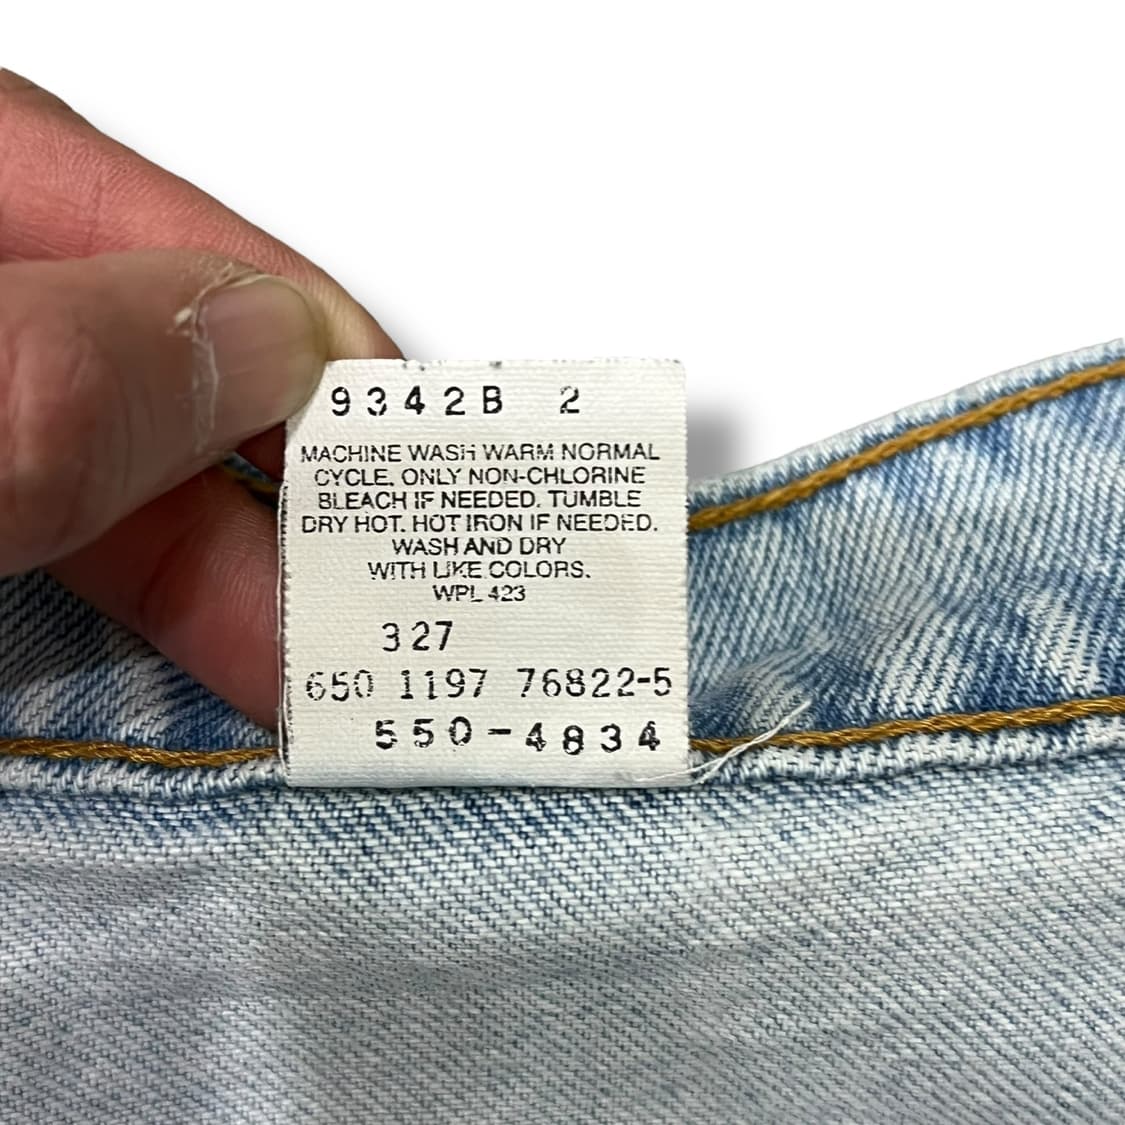 9342B 2
MACHINE WASH WARM NORMAL
CYCLE, ONLY NON-CHLORINE
BLEACH IF NEEDED. TUMBLE
DRY HOT. HOT IRON IF NEEDED.
WASH AND DRY
WITH LIKE COLORS.
WPL 423
327
650 1197 76822-5
550-4834